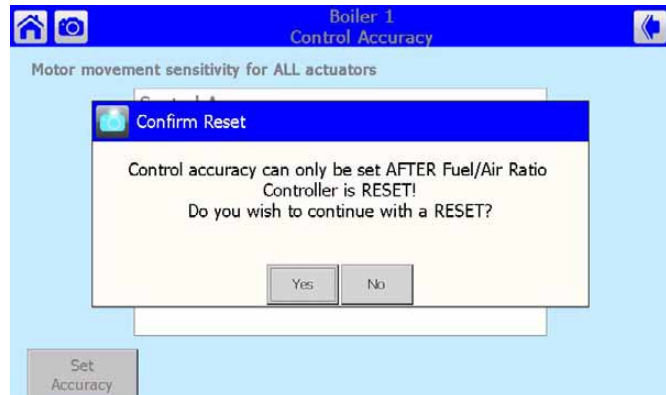 Boiler 1
Control Accuracy
Motor movement sensitivity for ALL actuators
Confirm Reset
Control accuracy can only be set AFTER Fuel/Air Ratio
Controller is RESET!
Do you wish to continue with a RESET?
Yes No
Set
Accuracy